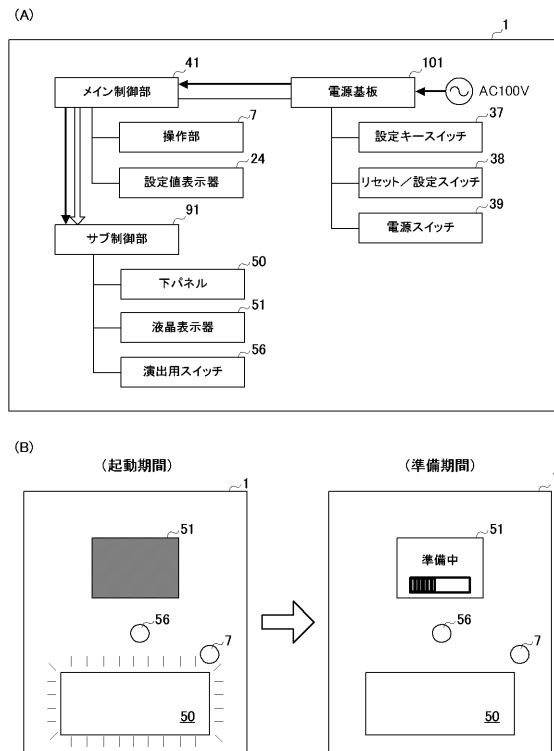 (A)
1
41
メイン制御部
101
電源基板
AC100V
7
操作部
24
設定値表示器
37
設定キースイッチ
38
リセット/設定スイッチ
39
電源スイッチ
91
サブ制御部
50
下パネル
51
液晶表示器
56
演出用スイッチ
(B)
(起動期間)
(準備期間)
1
51
56
7
50
51
準備中
56
7
50